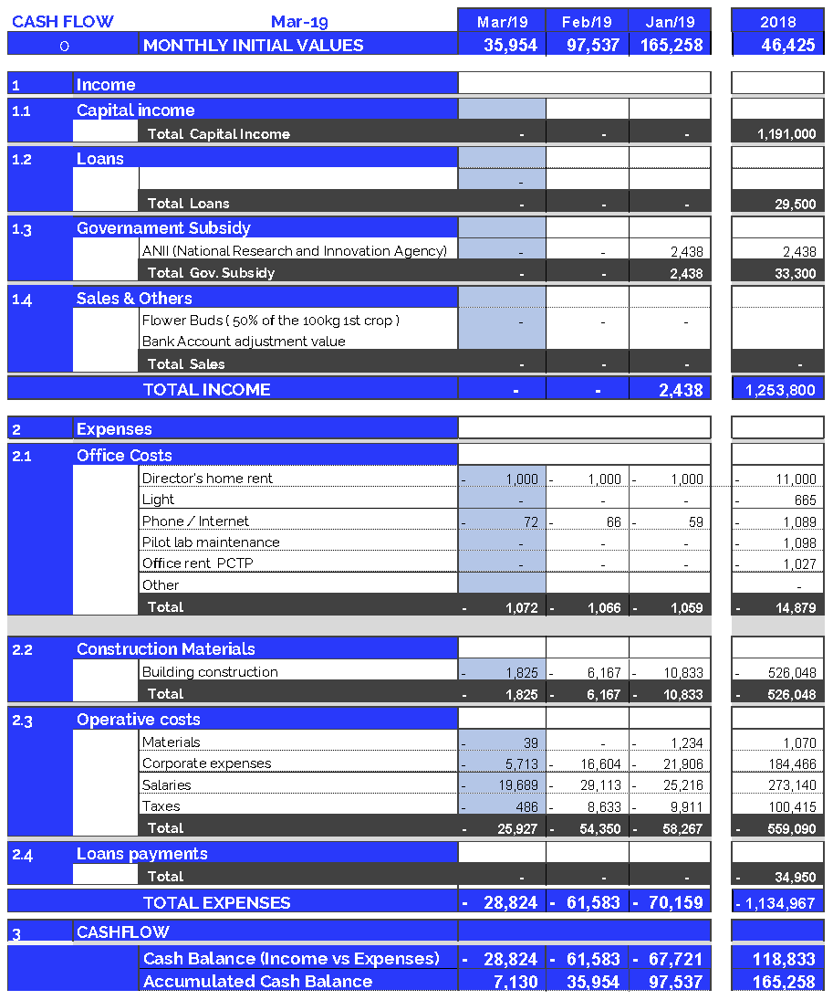 CASH FLOW Mar-19 Mar/19 Feb/19 Jan/19 2018
0 MONTHLY INITIAL VALUES 35,954 97,537 165,258 46,425
1 Income
1.1 Capital income
Total Capital Income - - - 1,191,000
1.2 Loans
-
Total Loans - - - 29,500
1.3 Governament Subsidy
ANII (National Research and Innovation Agency) - - 2,438 2,438
Total Gov. Subsidy - - 2,438 33,300
1.4 Sales & Others
Flower Buds ( 50% of the 100kg 1st crop ) - - -
Bank Account adjustment value
Total Sales - - - -
TOTAL INCOME - - 2,438 1,253,800
2 Expenses
2.1 Office Costs
Director's home rent - 1,000 - 1,000 - 1,000 - 11,000
Light - - - - 665
Phone / Internet - 72 - 66 - 59 - 1,089
Pilot lab maintenance - - - - 1,098
Office rent PCTP - - - - 1,027
Other -
Total - 1,072 - 1,066 - 1,059 - 14,879
2.2 Construction Materials
Building construction - 1,825 - 6,167 - 10,833 - 526,048
Total - 1,825 - 6,167 - 10,833 - 526,048
2.3 Operative costs
Materials - 39 - - 1,234 1,070
Corporate expenses - 5,713 - 16,604 - 21,906 184,466
Salaries - 19,689 - 29,113 - 25,216 273,140
Taxes - 486 - 8,633 - 9,911 100,415
Total - 25,927 - 54,350 - 58,267 - 559,090
2.4 Loans payments
Total - - - - 34,950
TOTAL EXPENSES - 28,824 - 61,583 - 70,159 - 1,134,967
3 CASHFLOW
Cash Balance (Income vs Expenses) - 28,824 - 61,583 - 67,721 118,833
Accumulated Cash Balance 7,130 35,954 97,537 165,258